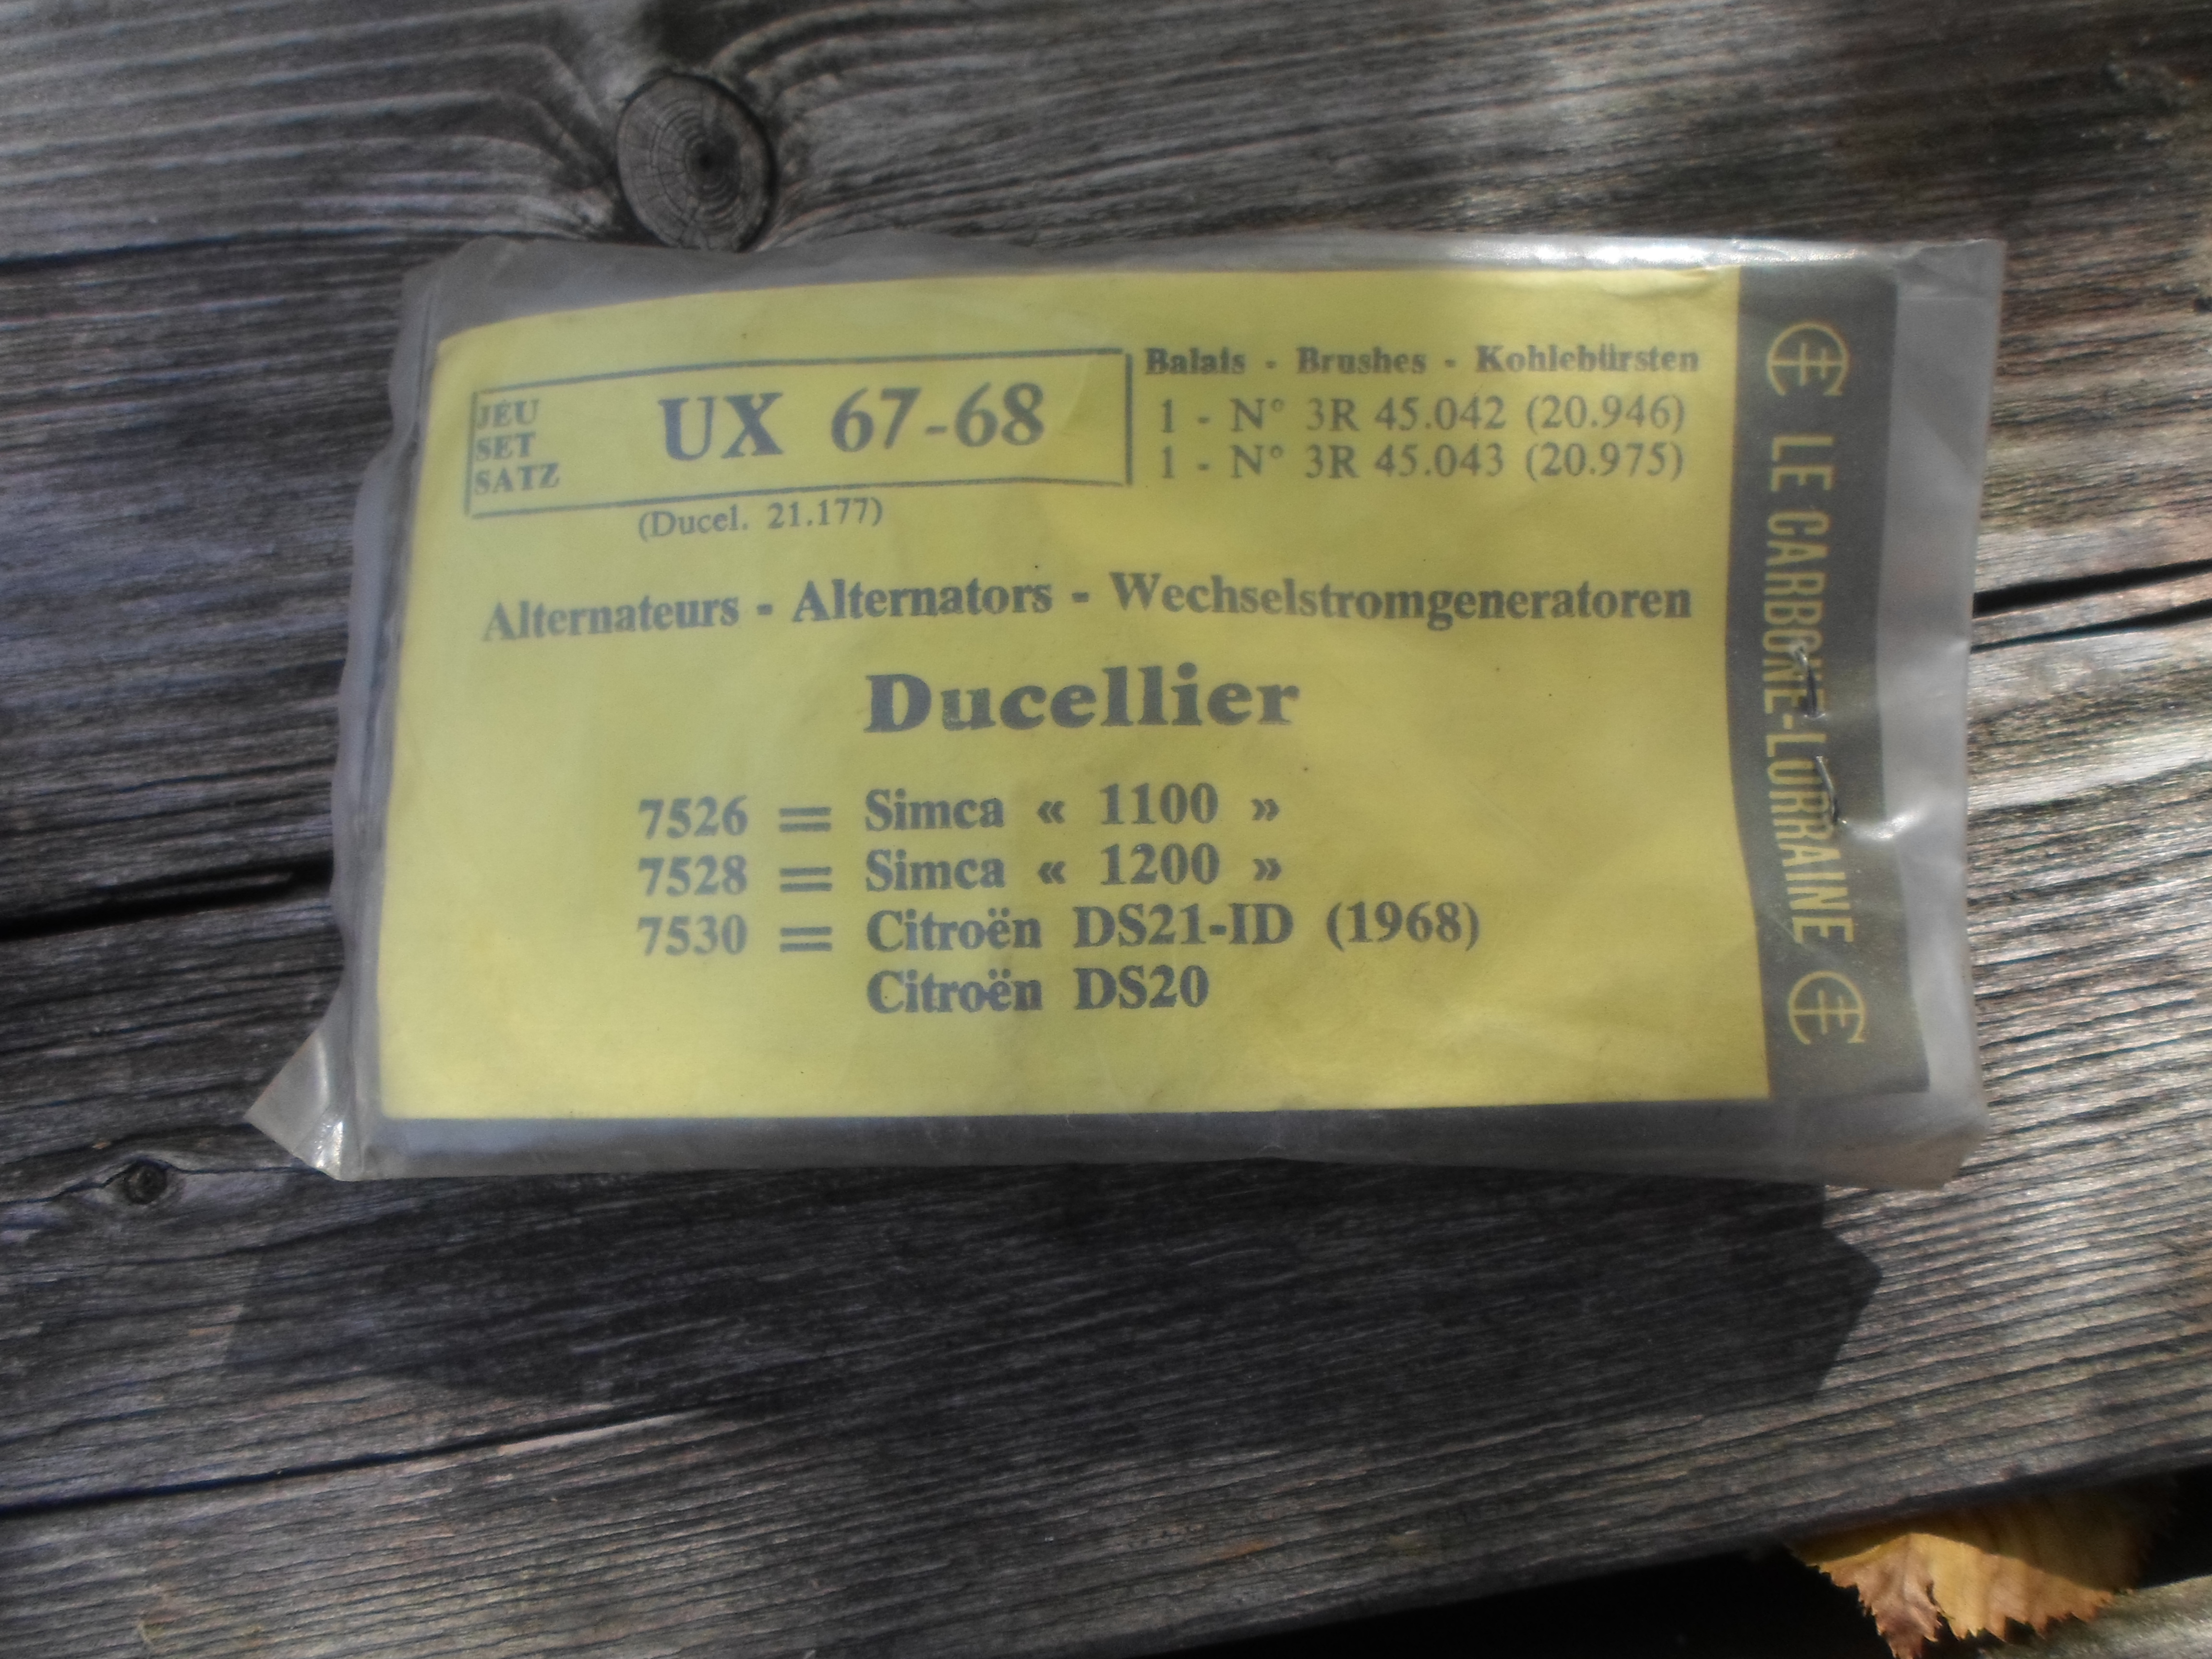 JEU
SET
SATZ
UX 67-68
(Ducel. 21.177)
Balais - Brushes - Kohlebürsten
1 - N° 3R 45.042 (20.946)
1 - N° 3R 45.043 (20.975)
Alternateurs - Alternators - Wechselstromgeneratoren
Ducellier
7526 = Simca « 1100 »
7528 = Simca « 1200 »
7530 = Citroën DS21-ID (1968)
Citroën DS20
LE CARBONE-LORRAINE